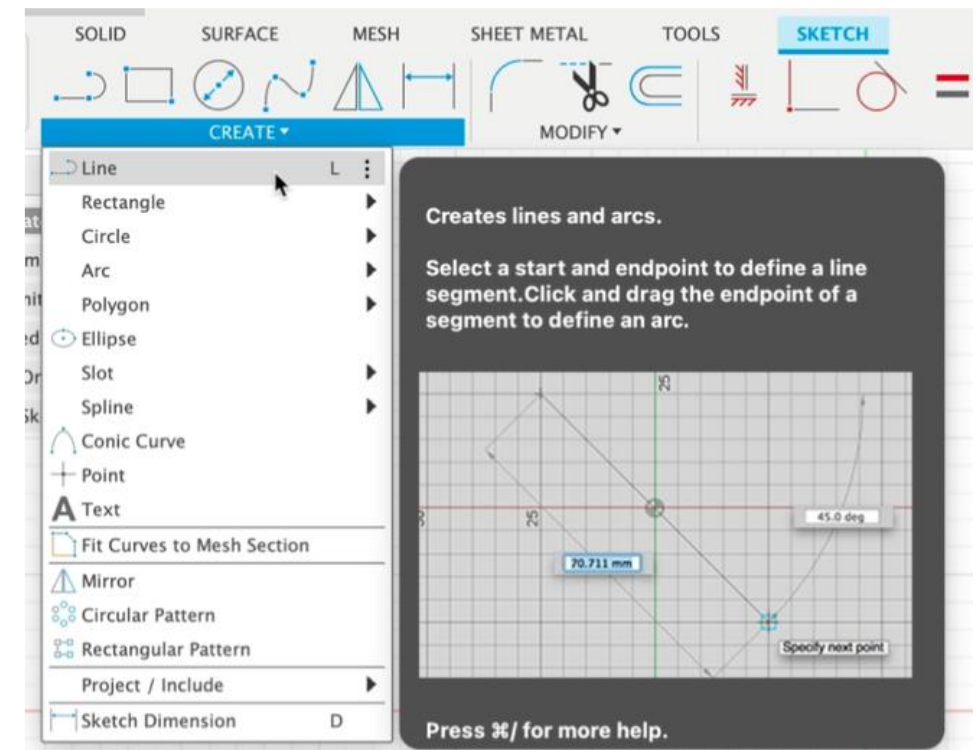 SOLID SURFACE MESH SHEET METAL TOOLS SKETCH
CREATE ▾ MODIFY ▾
Line L
Rectangle
Circle
Arc
Polygon
Ellipse
Slot
Spline
Conic Curve
Point
A Text
Fit Curves to Mesh Section
Mirror
Circular Pattern
Rectangular Pattern
Project / Include
Sketch Dimension D
Creates lines and arcs.
Select a start and endpoint to define a line
segment.Click and drag the endpoint of a
segment to define an arc.
25
25
45.0 deg
70.711 mm
Specify next point
Press ⌘/ for more help.